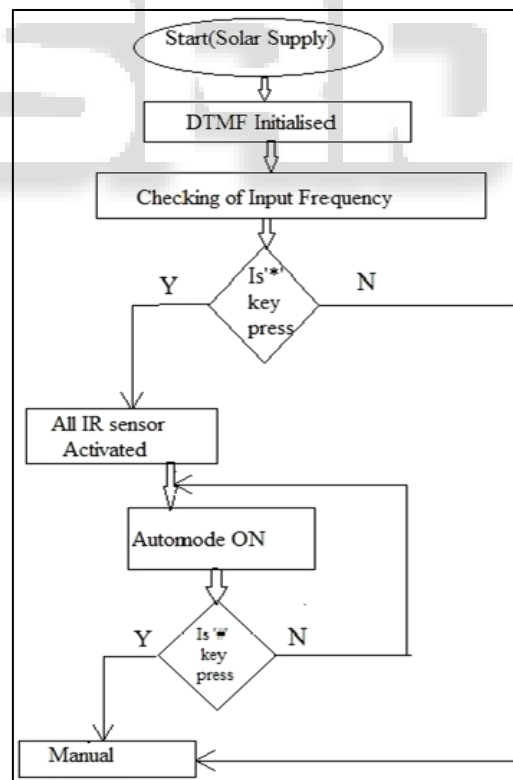 Start(Solar Supply)
DTMF Initialised
Checking of Input Frequency
Is'*'
key
press
Y
N
All IR sensor
Activated
Automode ON
Is '#'
key
press
Y
N
Manual